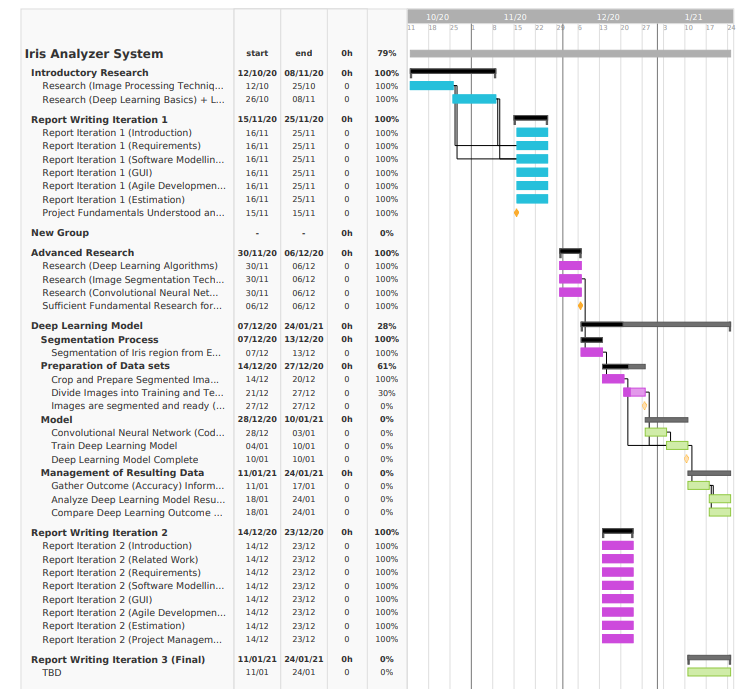 10/20 11/20 12/20 1/21
11 18 25 1 8 15 22 29 6 13 20 27 3 10 17 24
Iris Analyzer System start end 0h 79%
Introductory Research 12/10/20 08/11/20 0h 100%
Research (Image Processing Techniq... 12/10 25/10 0 100%
Research (Deep Learning Basics) + L... 26/10 08/11 0 100%
Report Writing Iteration 1 15/11/20 25/11/20 0h 100%
Report Iteration 1 (Introduction) 16/11 25/11 0 100%
Report Iteration 1 (Requirements) 16/11 25/11 0 100%
Report Iteration 1 (Software Modellin... 16/11 25/11 0 100%
Report Iteration 1 (GUI) 16/11 25/11 0 100%
Report Iteration 1 (Agile Developmen... 16/11 25/11 0 100%
Report Iteration 1 (Estimation) 16/11 25/11 0 100%
Project Fundamentals Understood an... 15/11 15/11 0 100%
New Group - - 0h 0%
Advanced Research 30/11/20 06/12/20 0h 100%
Research (Deep Learning Algorithms) 30/11 06/12 0 100%
Research (Image Segmentation Tech... 30/11 06/12 0 100%
Research (Convolutional Neural Net... 30/11 06/12 0 100%
Sufficient Fundamental Research for... 06/12 06/12 0 100%
Deep Learning Model 07/12/20 24/01/21 0h 28%
Segmentation Process 07/12/20 13/12/20 0h 100%
Segmentation of Iris region from E... 07/12 13/12 0 100%
Preparation of Data sets 14/12/20 27/12/20 0h 61%
Crop and Prepare Segmented Ima... 14/12 20/12 0 100%
Divide Images into Training and Te... 21/12 27/12 0 30%
Images are segmented and ready (... 27/12 27/12 0 0%
Model 28/12/20 10/01/21 0h 0%
Convolutional Neural Network (Cod... 28/12 03/01 0 0%
Train Deep Learning Model 04/01 10/01 0 0%
Deep Learning Model Complete 10/01 10/01 0 0%
Management of Resulting Data 11/01/21 24/01/21 0h 0%
Gather Outcome (Accuracy) Inform... 11/01 17/01 0 0%
Analyze Deep Learning Model Resu... 18/01 24/01 0 0%
Compare Deep Learning Outcome ... 18/01 24/01 0 0%
Report Writing Iteration 2 14/12/20 23/12/20 0h 100%
Report Iteration 2 (Introduction) 14/12 23/12 0 100%
Report Iteration 2 (Related Work) 14/12 23/12 0 100%
Report Iteration 2 (Requirements) 14/12 23/12 0 100%
Report Iteration 2 (Software Modellin... 14/12 23/12 0 100%
Report Iteration 2 (GUI) 14/12 23/12 0 100%
Report Iteration 2 (Agile Developmen... 14/12 23/12 0 100%
Report Iteration 2 (Estimation) 14/12 23/12 0 100%
Report Iteration 2 (Project Managem... 14/12 23/12 0 100%
Report Writing Iteration 3 (Final) 11/01/21 24/01/21 0h 0%
TBD 11/01 24/01 0 0%